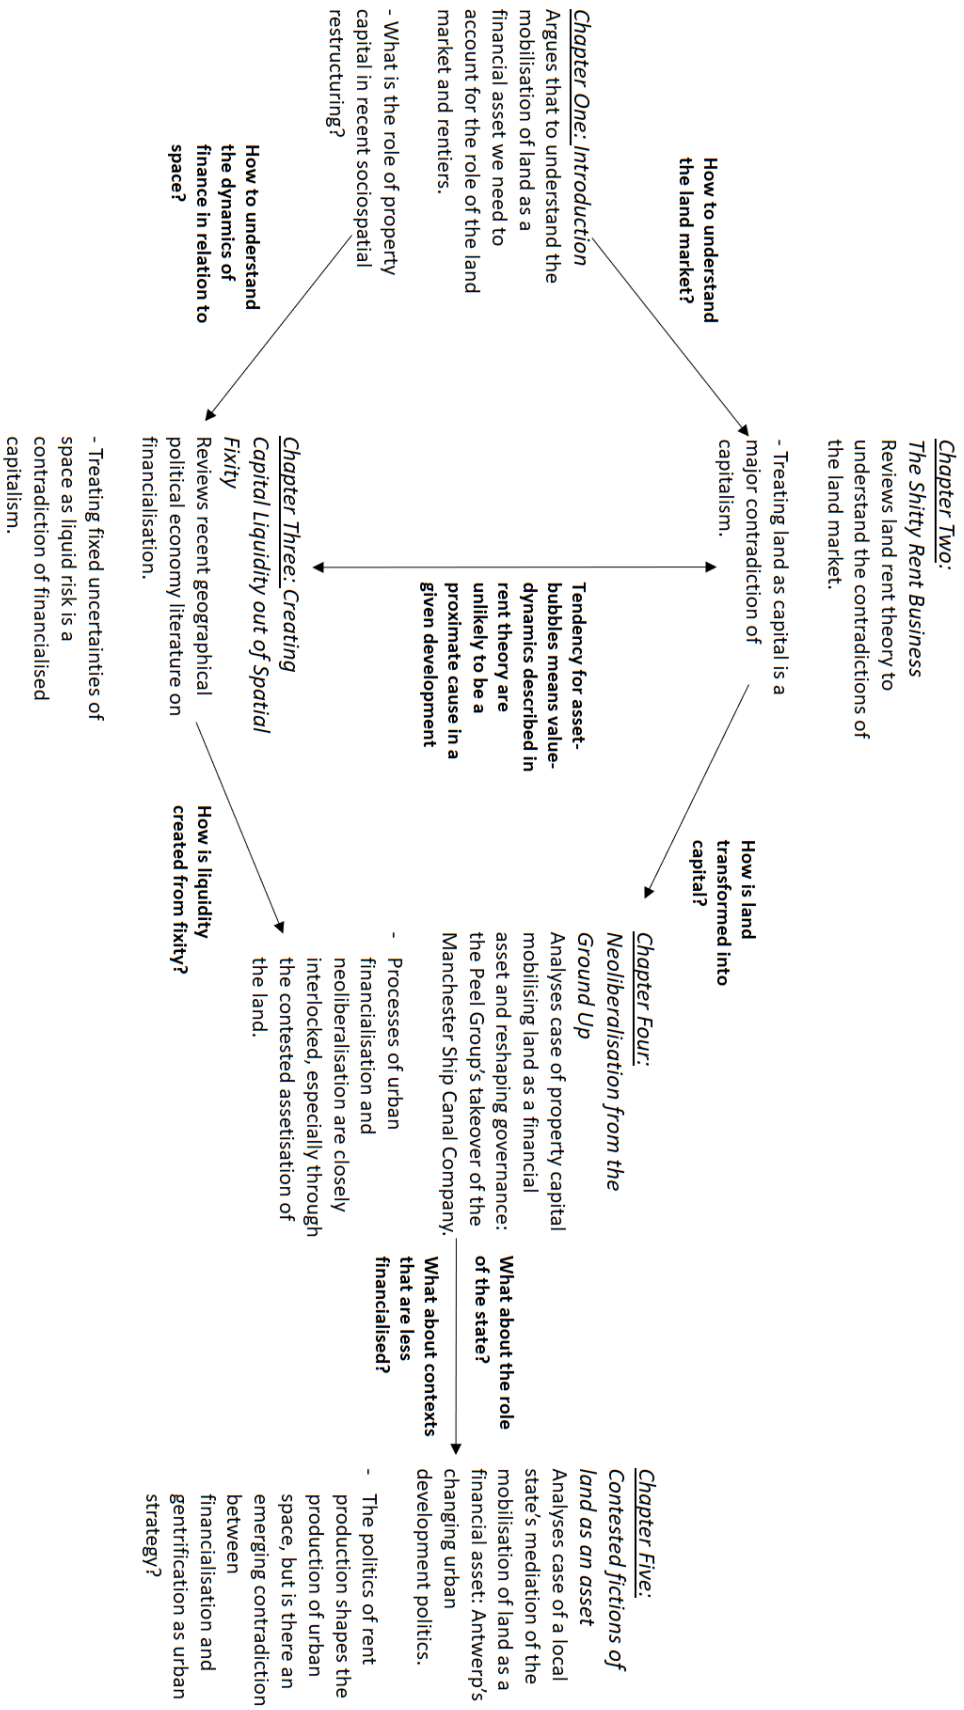 Chapter One: Introduction
Argues that to understand the
mobilisation of land as a
financial asset we need to
account for the role of the land
market and rentiers.
- What is the role of property
capital in recent sociospatial
restructuring?
How to understand
the land market?
How to understand
the dynamics of
finance in relation to
space?
Chapter Two:
The Shitty Rent Business
Reviews land rent theory to
understand the contradictions of
the land market.
- Treating land as capital is a
major contradiction of
capitalism.
Tendency for asset-
bubbles means value-
dynamics described in
rent theory are
unlikely to be a
proximate cause in a
given development
Chapter Three: Creating
Capital Liquidity out of Spatial
Fixity
Reviews recent geographical
political economy literature on
financialisation.
- Treating fixed uncertainties of
space as liquid risk is a
contradiction of financialised
capitalism.
How is land
transformed into
capital?
How is liquidity
created from fixity?
Chapter Four:
Neoliberalisation from the
Ground Up
Analyses case of property capital
mobilising land as a financial
asset and reshaping governance:
the Peel Group's takeover of the
Manchester Ship Canal Company.
- Processes of urban
financialisation and
neoliberalisation are closely
interlocked, especially through
the contested assetisation of
the land.
What about the role
of the state?
What about contexts
that are less
financialised?
Chapter Five:
Contested fictions of
land as an asset
Analyses case of a local
state's mediation of the
mobilisation of land as a
financial asset: Antwerp's
changing urban
development politics.
- The politics of rent
production shapes the
production of urban
space, but is there an
emerging contradiction
between
financialisation and
gentrification as urban
strategy?